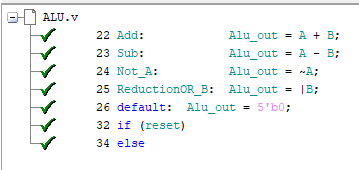 ALU.v
22 Add: Alu_out = A + B;
23 Sub: Alu_out = A - B;
24 Not_A: Alu_out = ~A;
25 ReductionOR_B: Alu_out = |B;
26 default: Alu_out = 5'b0;
32 if (reset)
34 else